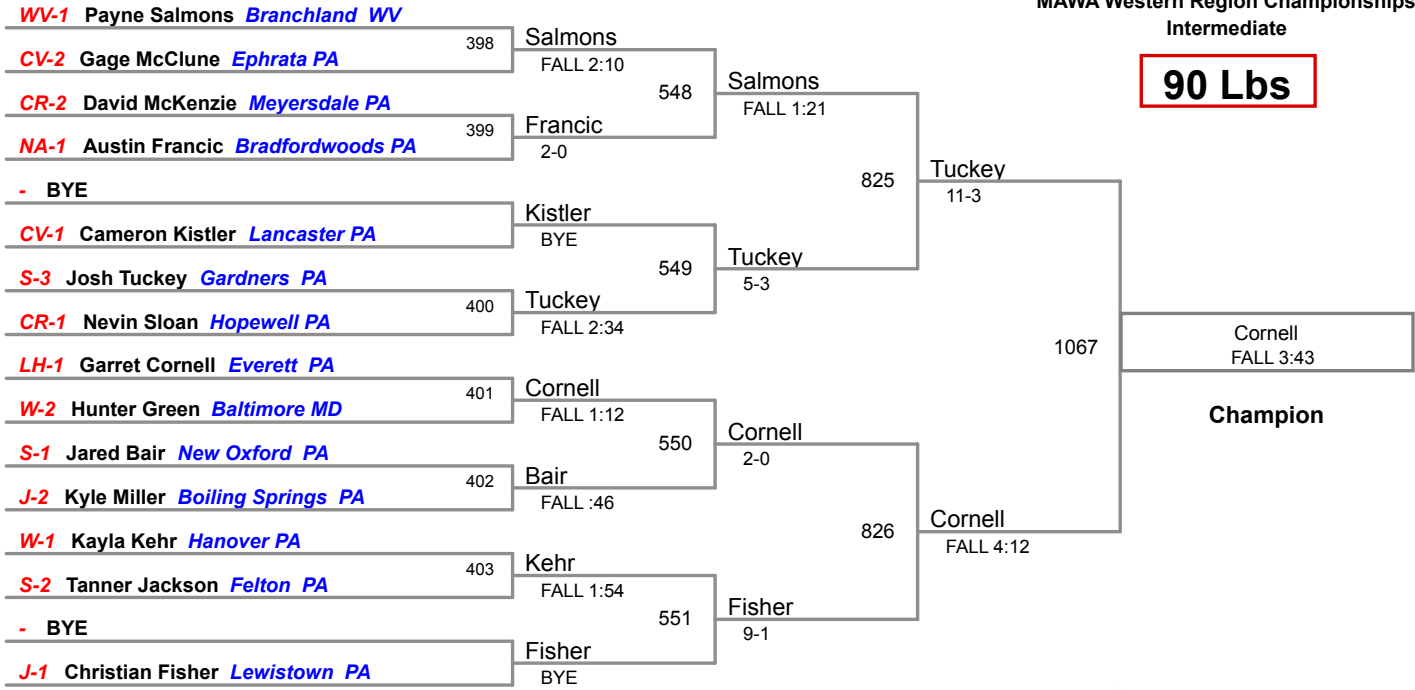 MAWA Western Region Championships
Intermediate
90 Lbs
WV-1 Payne Salmons Branchland WV
CV-2 Gage McClune Ephrata PA
CR-2 David McKenzie Meyersdale PA
NA-1 Austin Francic Bradfordwoods PA
- BYE
CV-1 Cameron Kistler Lancaster PA
S-3 Josh Tuckey Gardners PA
CR-1 Nevin Sloan Hopewell PA
LH-1 Garret Cornell Everett PA
W-2 Hunter Green Baltimore MD
S-1 Jared Bair New Oxford PA
J-2 Kyle Miller Boiling Springs PA
W-1 Kayla Kehr Hanover PA
S-2 Tanner Jackson Felton PA
- BYE
J-1 Christian Fisher Lewistown PA
398
399
400
401
402
403
Salmons
FALL 2:10
Francic
2-0
Kistler
BYE
Tuckey
FALL 2:34
Cornell
FALL 1:12
Bair
FALL :46
Kehr
FALL 1:54
Fisher
BYE
548
549
550
551
Salmons
FALL 1:21
Tuckey
5-3
Cornell
2-0
Fisher
9-1
825
826
Tuckey
11-3
Cornell
FALL 4:12
1067
Cornell
FALL 3:43
Champion